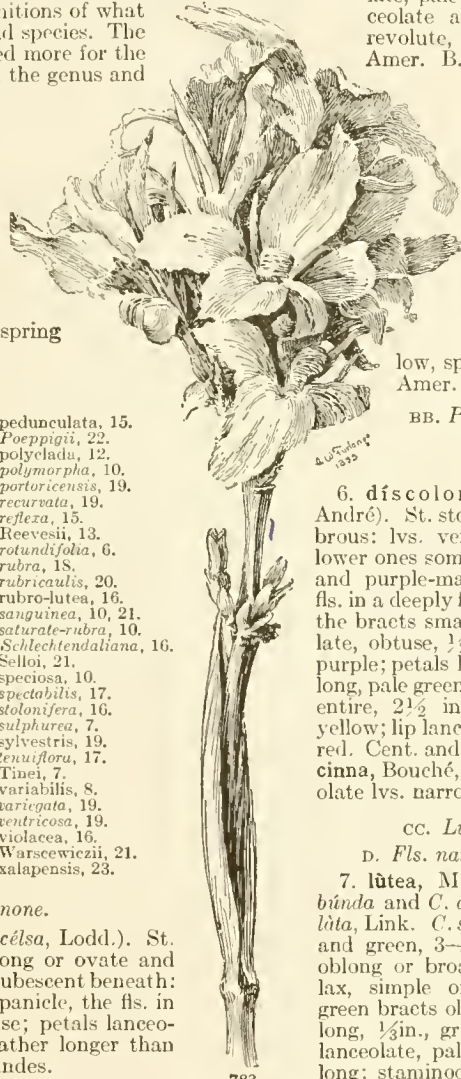 nitions of what
d species. The
ed more for the
the genus and
spring
pedunculata, 15.
Poeppigii, 22.
polyclada, 12.
polymorpha, 10.
portoricensis, 19.
recurvata, 19.
reflexa, 15.
Reevesii, 13.
rotundifolia, 6.
rubra, 18.
rubricaulis, 20.
rubro-lutea, 16.
sanguinea, 10, 21.
saturate-rubra, 10.
Schlechtendaliana, 16.
Selloi, 21.
speciosa, 10.
spectabilis, 17.
stolonifera, 16.
sulphurea, 7.
sylvestris, 19.
tenuiflora, 17.
Tinei, 7.
variabilis, 8.
variegata, 19.
ventricosa, 19.
violacea, 16.
Warscewiczii, 21.
xalapensis, 23.
none.
célsa, Lodd.). St.
ong or ovate and
ubescent beneath:
panicle, the fls. in
se; petals lanceo-
ather longer than
ndes.
783
ceolate a
revolute,
Amer. B.
low, sp
Amer.
BB. F
1895
6. díscolor
André). St. sto
brous: lvs. ve
lower ones som
and purple-ma
fls. in a deeply f
the bracts sma
late, obtuse,
purple; petals l
long, pale green
entire, 2½ in
yellow; lip lanc
red. Cent. and
cinna, Bouché,
olate lvs. narro
CC. Lu
D. Fls. na
7. lùtea, M
búnda and C.
làta, Link. C. s
and green, 3–
oblong or broa
lax, simple o
green bracts ol
long, ⅓in., gr
lanceolate, pal
long; staminod